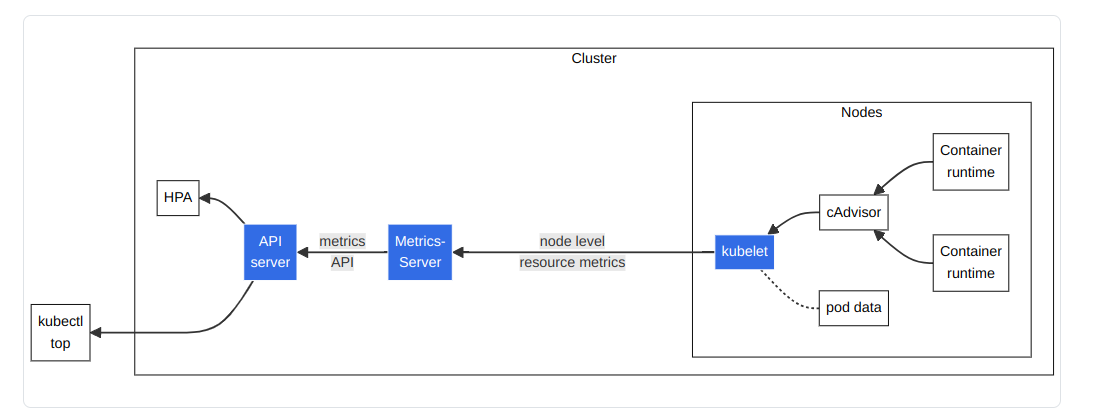 Cluster
Nodes
Container
runtime
HPA
cAdvisor
API
server
metrics
API
Metrics-
Server
node level
resource metrics
kubelet
Container
runtime
pod data
kubectl
top